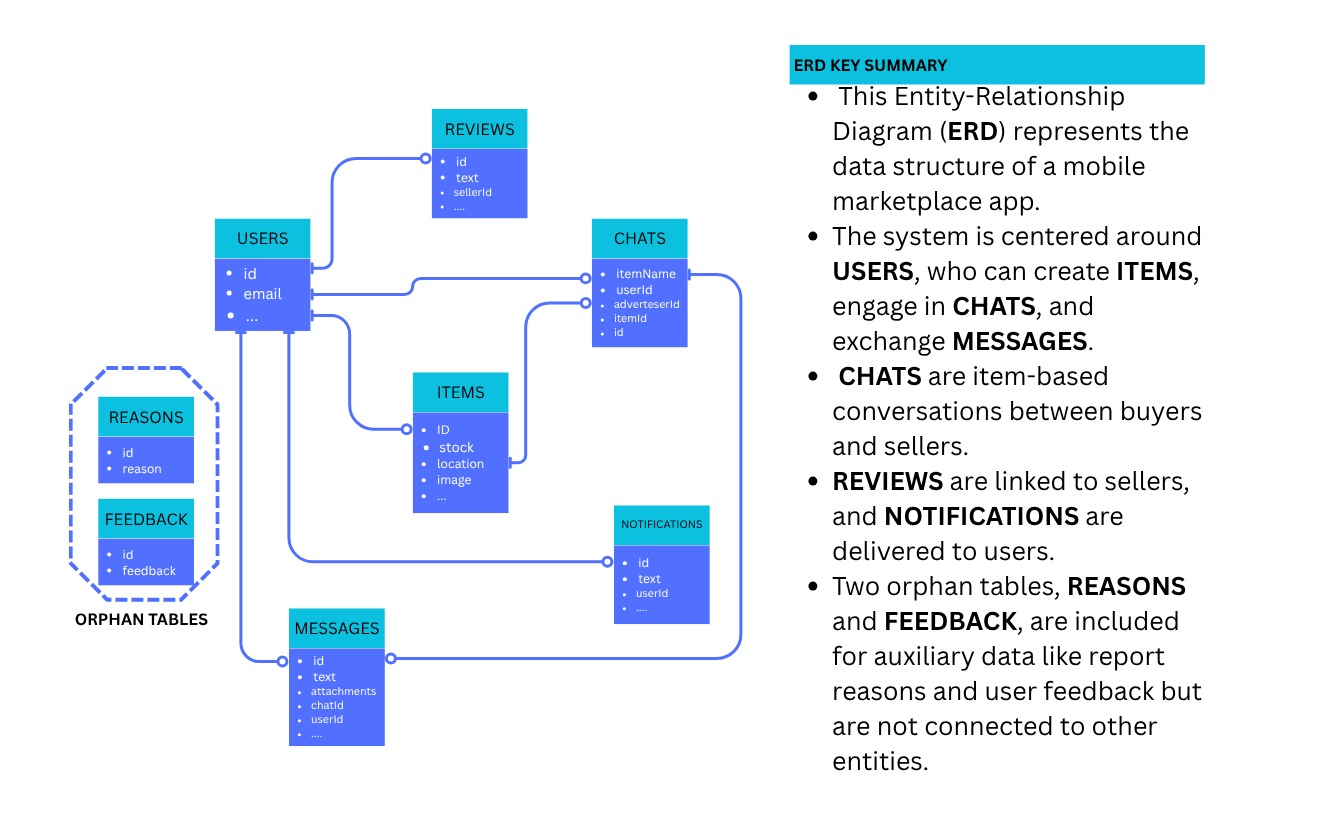 REVIEWS
• id
• text
• sellerId
• ....
USERS
• id
• email
• ...
CHATS
• itemName
• userId
• adverteserId
• itemId
• id
ITEMS
• ID
• stock
• location
• image
• ...
REASONS
• id
• reason
FEEDBACK
• id
• feedback
ORPHAN TABLES
NOTIFICATIONS
• id
• text
• userId
• ....
MESSAGES
• id
• text
• attachments
• chatId
• userId
• ....
ERD KEY SUMMARY
• This Entity-Relationship
Diagram (ERD) represents the
data structure of a mobile
marketplace app.
• The system is centered around
USERS, who can create ITEMS,
engage in CHATS, and
exchange MESSAGES.
• CHATS are item-based
conversations between buyers
and sellers.
• REVIEWS are linked to sellers,
and NOTIFICATIONS are
delivered to users.
• Two orphan tables, REASONS
and FEEDBACK, are included
for auxiliary data like report
reasons and user feedback but
are not connected to other
entities.